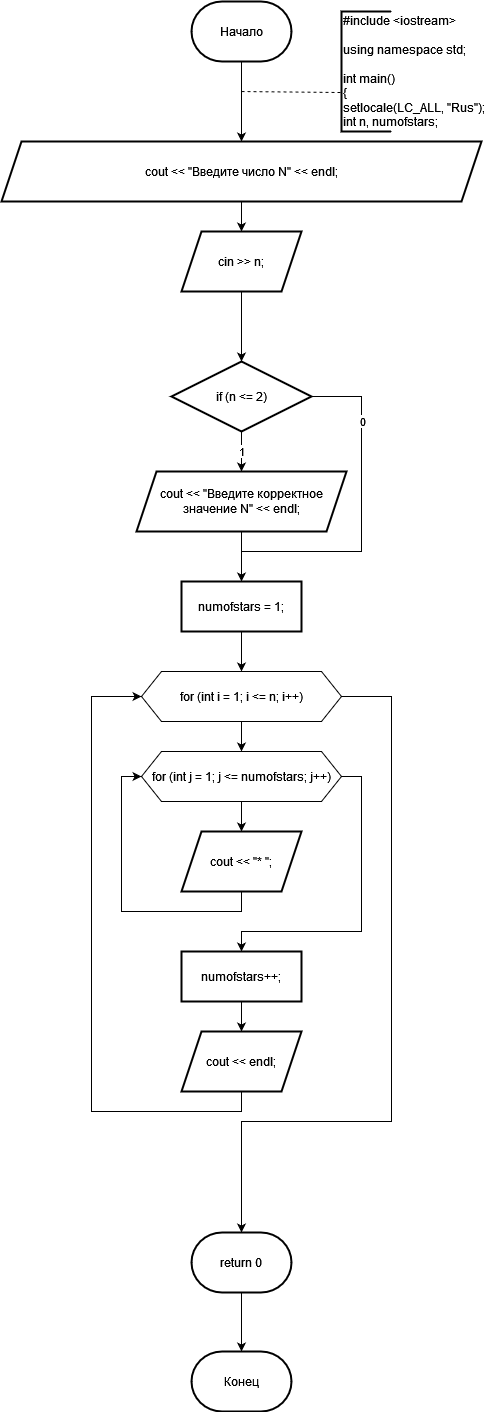 Начало
#include <iostream>
using namespace std;
int main()
{
setlocale(LC_ALL, "Rus");
int n, numofstars;
cout << "Введите число N" << endl;
cin >> n;
if (n <= 2)
0
1
cout << "Введите корректное
значение N" << endl;
numofstars = 1;
for (int i = 1; i <= n; i++)
for (int j = 1; j <= numofstars; j++)
cout << "* ";
numofstars++;
cout << endl;
return 0
Конец